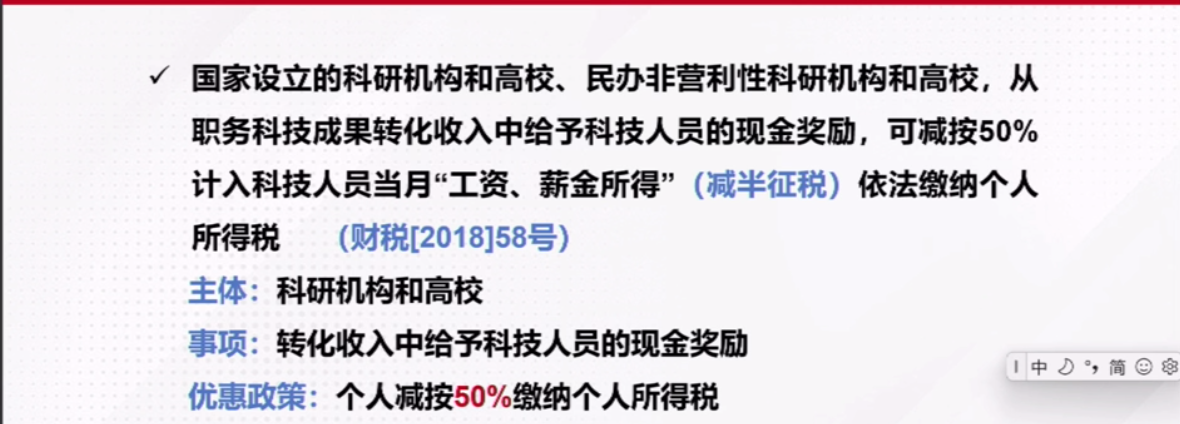 ✓ 国家设立的科研机构和高校、民办非营利性科研机构和高校，从
职务科技成果转化收入中给予科技人员的现金奖励，可减按50%
计入科技人员当月“工资、薪金所得”（减半征税）依法缴纳个人
所得税 （财税[2018]58号）
主体：科研机构和高校
事项：转化收入中给予科技人员的现金奖励
中 °, 简
优惠政策：个人减按50%缴纳个人所得税